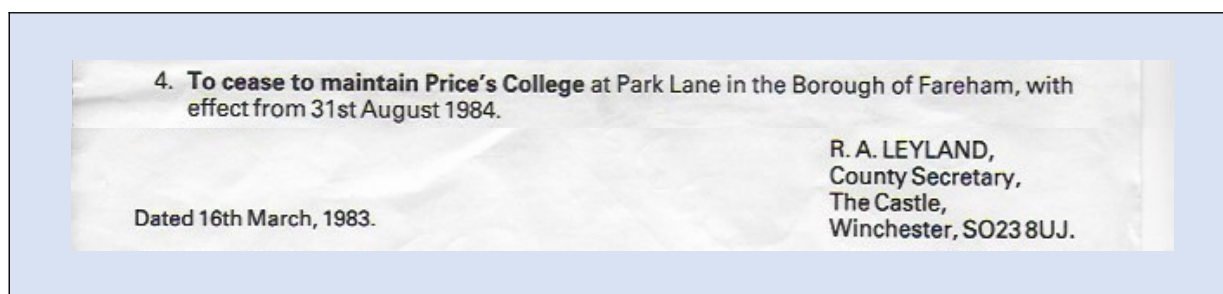 4. To cease to maintain Price's College at Park Lane in the Borough of Fareham, with
effect from 31st August 1984.
R. A. LEYLAND,
County Secretary,
The Castle,
Winchester, SO23 8UJ.
Dated 16th March, 1983.